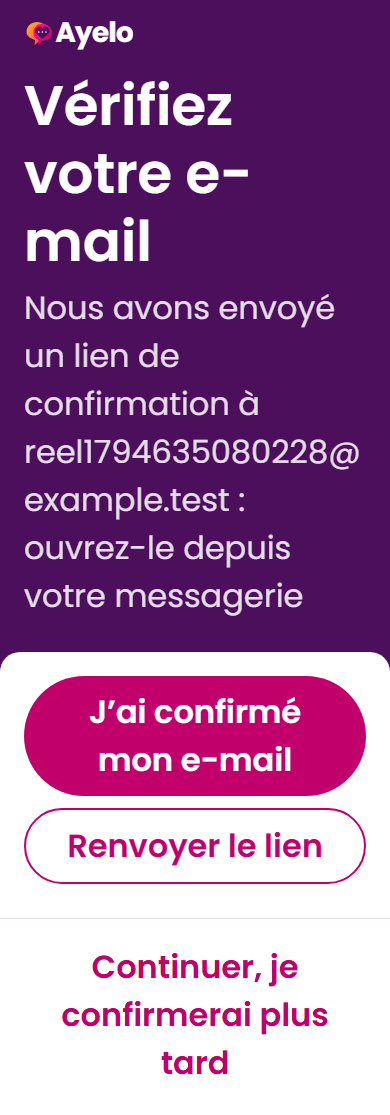 Ayelo
Vérifiez
votre e-
mail
Nous avons envoyé
un lien de
confirmation à
reel1794635080228@
example.test :
ouvrez-le depuis
votre messagerie
J’ai confirmé
mon e-mail
Renvoyer le lien
Continuer, je
confirmerai plus
tard